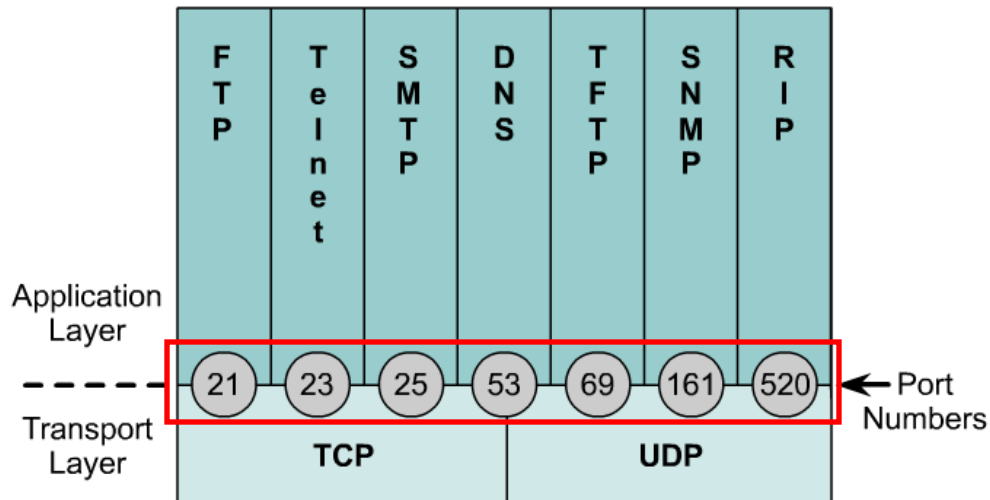 FTP
Telnet
SMTP
DNS
TFTP
SNMP
RIP
Application
Layer
21 23 25 53 69 161 520
Port
Numbers
Transport
Layer
TCP UDP